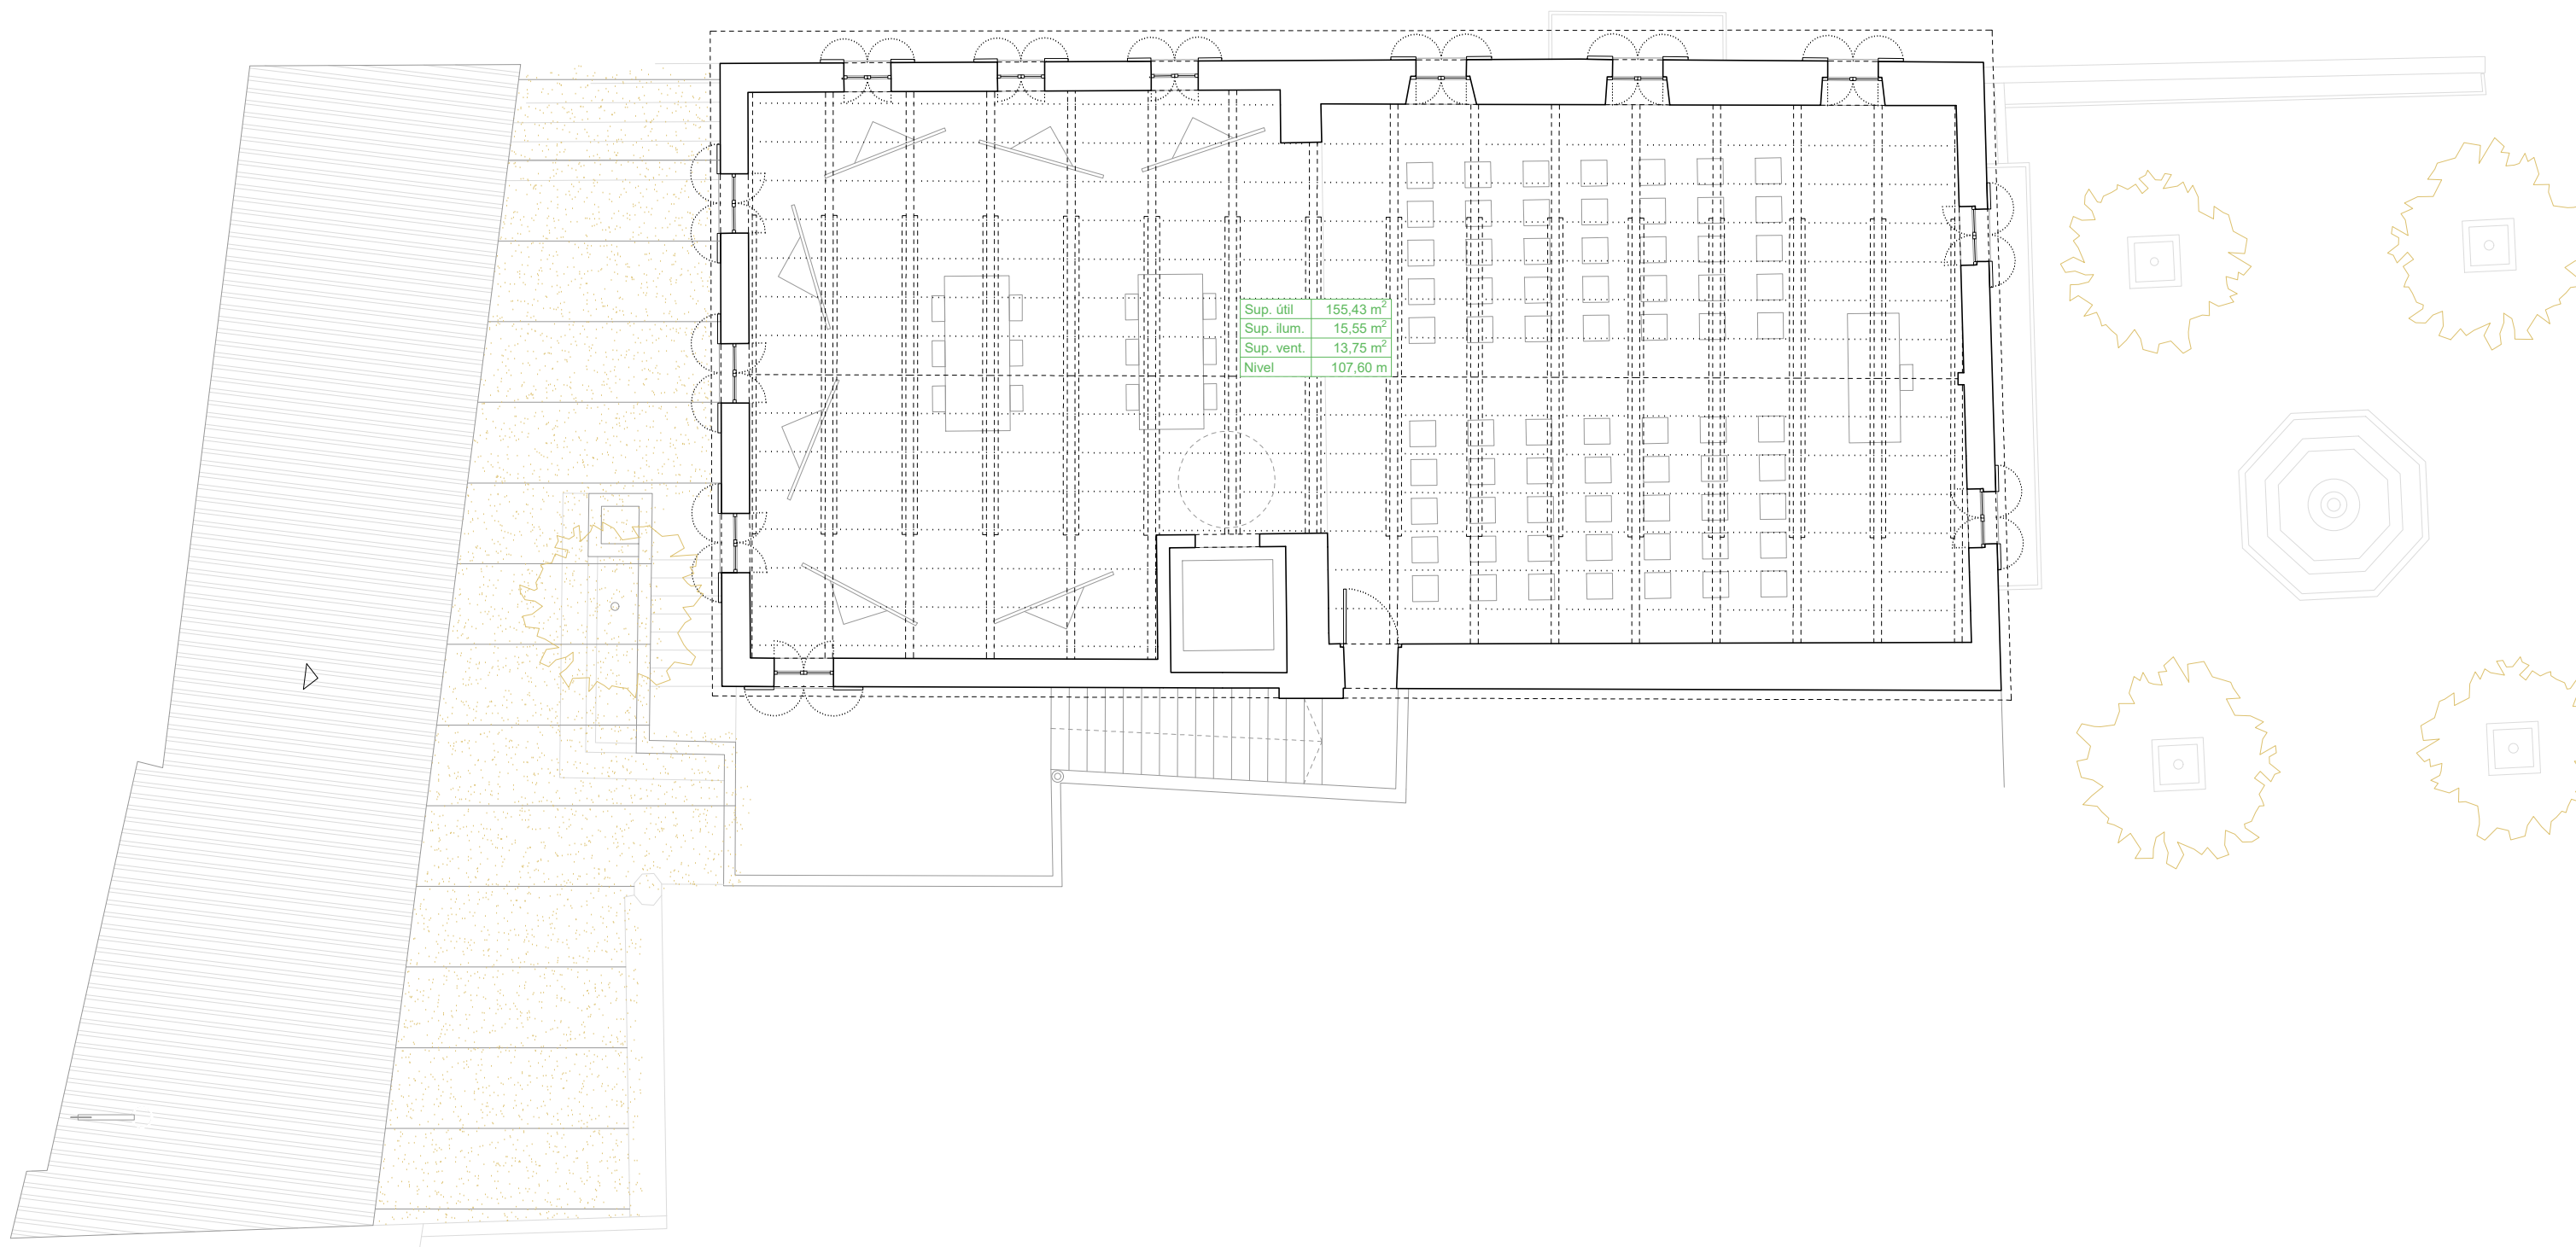 Sup. útil 155,43 m²
Sup. ilum. 15,55 m²
Sup. vent. 13,75 m²
Nivel 107,60 m